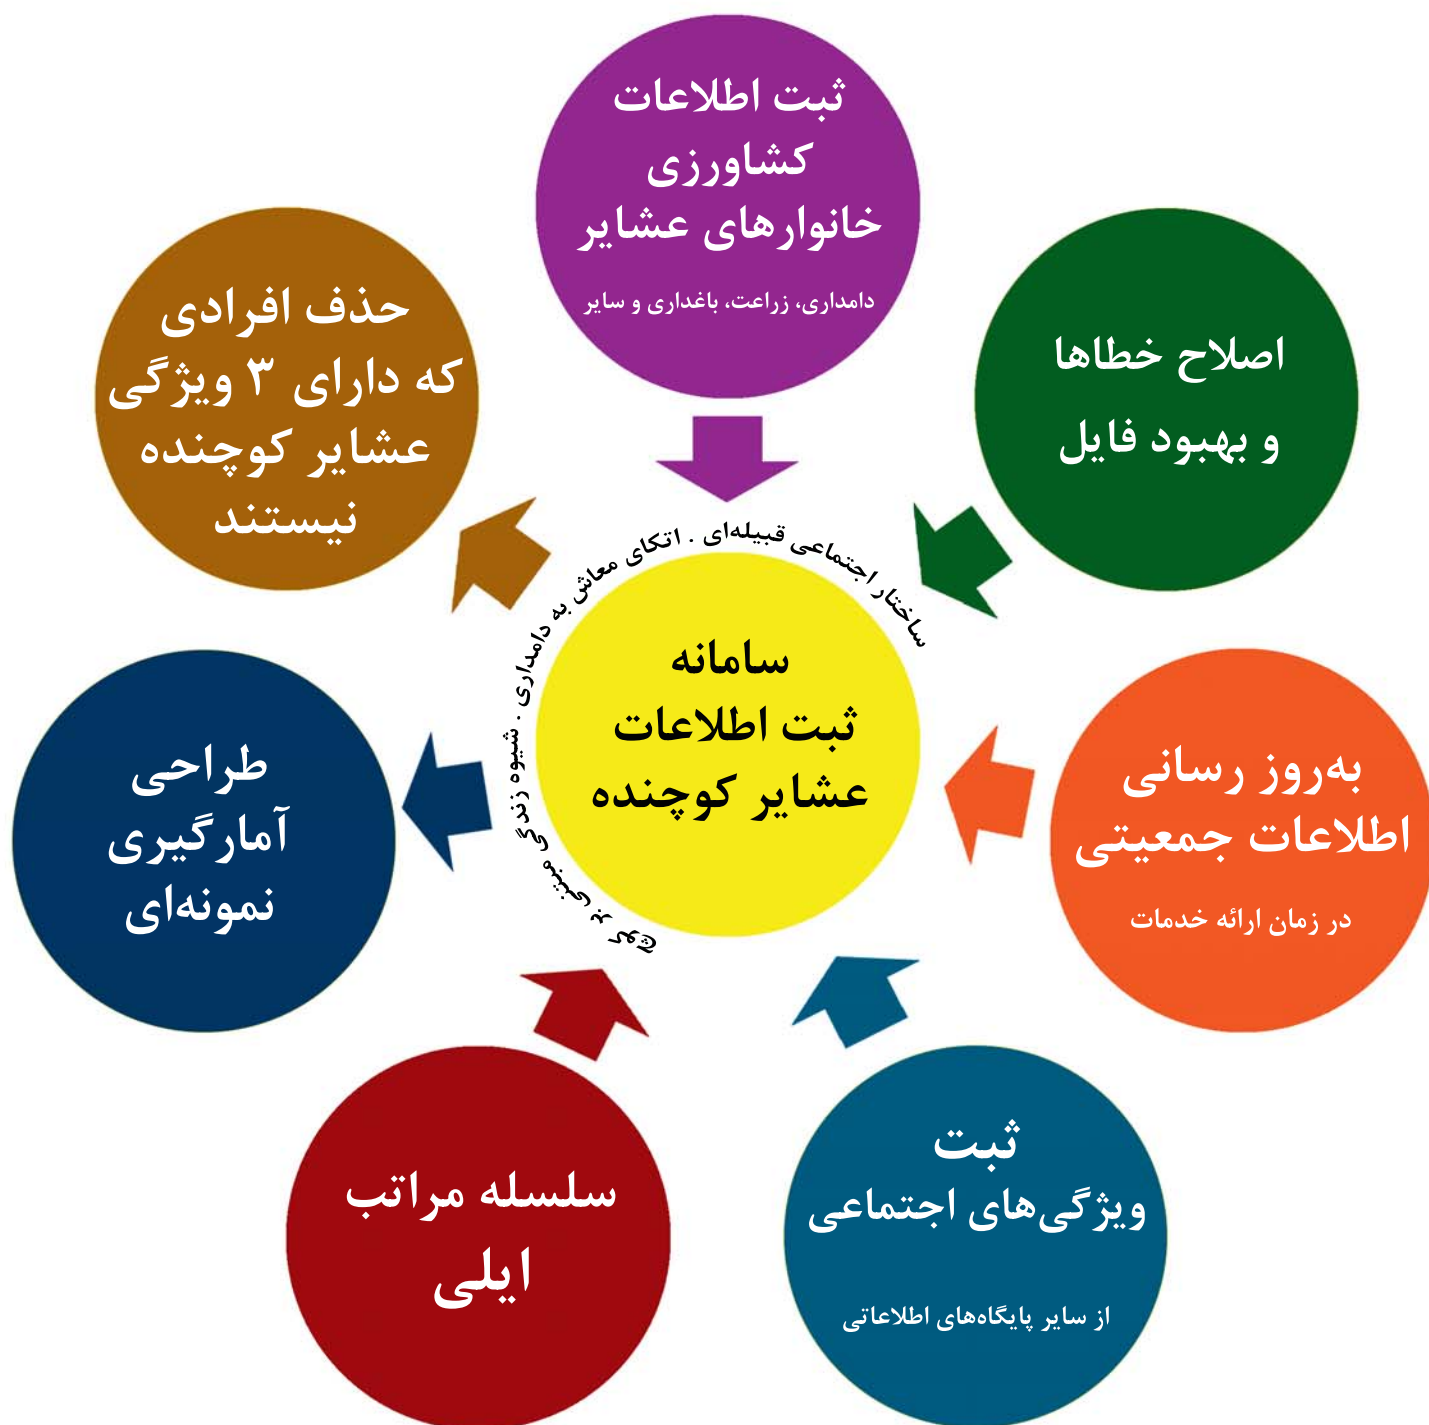 ثبت اطلاعات
کشاورزی
خانوارهای عشایر
دامداری، زراعت، باغداری و سایر
اصلاح خطاها
و بهبود فایل
به‌روز رسانی
اطلاعات جمعیتی
در زمان ارائه خدمات
ثبت
ویژگی‌های اجتماعی
از سایر پایگاه‌های اطلاعاتی
سلسله مراتب
ایلی
طراحی
آمارگیری
نمونه‌ای
حذف افرادی
که دارای ۳ ویژگی
عشایر کوچنده
نیستند
ساختار اجتماعی قبیله‌ای . اتکای معاش به دامداری . شیوه زندگی مبتنی بر کوچ
سامانه
ثبت اطلاعات
عشایر کوچنده